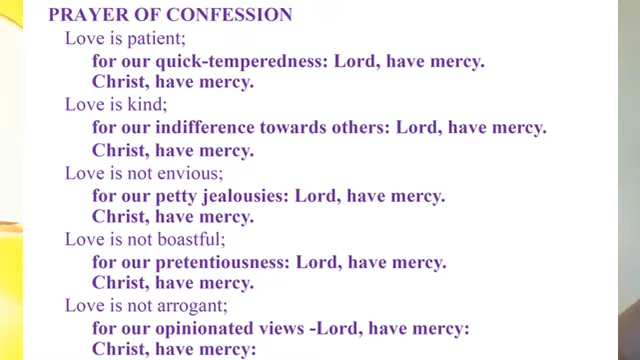 PRAYER OF CONFESSION
Love is patient;
for our quick-temperedness: Lord, have mercy.
Christ, have mercy.
Love is kind;
for our indifference towards others: Lord, have mercy.
Christ, have mercy.
Love is not envious;
for our petty jealousies: Lord, have mercy.
Christ, have mercy.
Love is not boastful;
for our pretentiousness: Lord, have mercy.
Christ, have mercy.
Love is not arrogant;
for our opinionated views -Lord, have mercy:
Christ, have mercy: